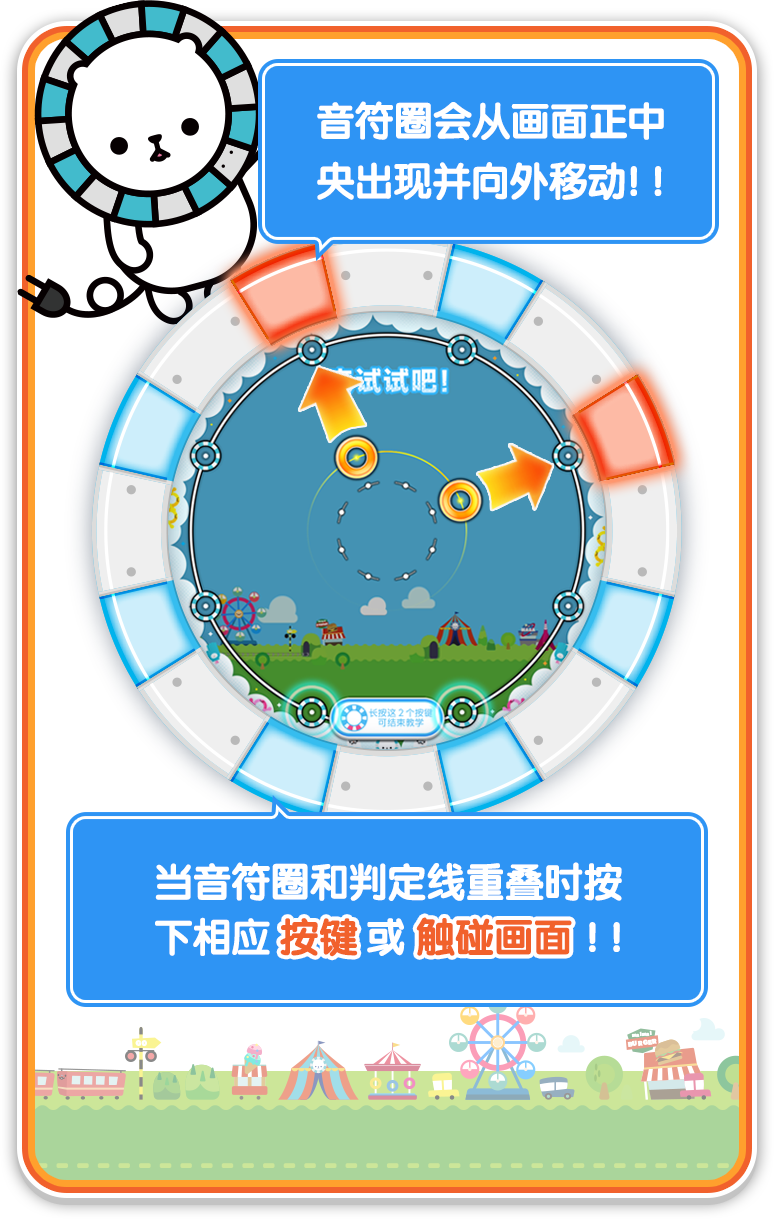 音符圈会从画面正中
央出现并向外移动！！
试试吧！
长按这2个按键
可结束教学
当音符圈和判定线重叠时按
下相应 按键 或 触碰画面！！
BURGER